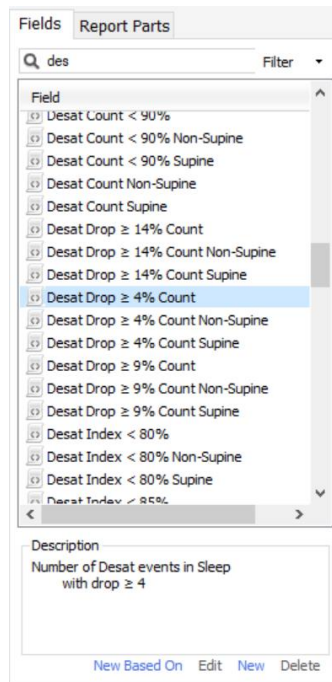 Fields Report Parts
des Filter
Field
Desat Count < 90%
Desat Count < 90% Non-Supine
Desat Count < 90% Supine
Desat Count Non-Supine
Desat Count Supine
Desat Drop ≥ 14% Count
Desat Drop ≥ 14% Count Non-Supine
Desat Drop ≥ 14% Count Supine
Desat Drop ≥ 4% Count
Desat Drop ≥ 4% Count Non-Supine
Desat Drop ≥ 4% Count Supine
Desat Drop ≥ 9% Count
Desat Drop ≥ 9% Count Non-Supine
Desat Drop ≥ 9% Count Supine
Desat Index < 80%
Desat Index < 80% Non-Supine
Desat Index < 80% Supine
Desat Index < 85%
Description
Number of Desat events in Sleep
with drop ≥ 4
New Based On Edit New Delete